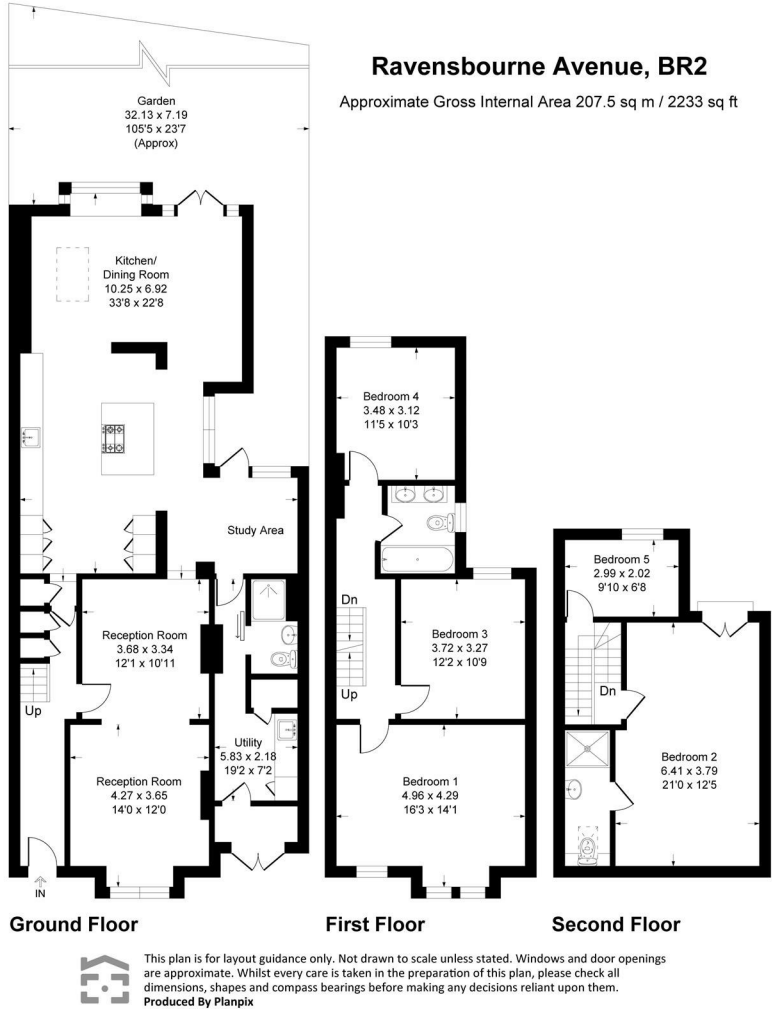 Ravensbourne Avenue, BR2
Approximate Gross Internal Area 207.5 sq m / 2233 sq ft
Garden
32.13 x 7.19
105'5 x 23'7
(Approx)
Kitchen/
Dining Room
10.25 x 6.92
33'8 x 22'8
Study Area
Reception Room
3.68 x 3.34
12'1 x 10'11
Up
Utility
5.83 x 2.18
19'2 x 7'2
Reception Room
4.27 x 3.65
14'0 x 12'0
IN
Ground Floor
Bedroom 4
3.48 x 3.12
11'5 x 10'3
Dn
Up
Bedroom 3
3.72 x 3.27
12'2 x 10'9
Bedroom 1
4.96 x 4.29
16'3 x 14'1
First Floor
Bedroom 5
2.99 x 2.02
9'10 x 6'8
Dn
Bedroom 2
6.41 x 3.79
21'0 x 12'5
Second Floor
This plan is for layout guidance only. Not drawn to scale unless stated. Windows and door openings
are approximate. Whilst every care is taken in the preparation of this plan, please check all
dimensions, shapes and compass bearings before making any decisions reliant upon them.
Produced By Planpix